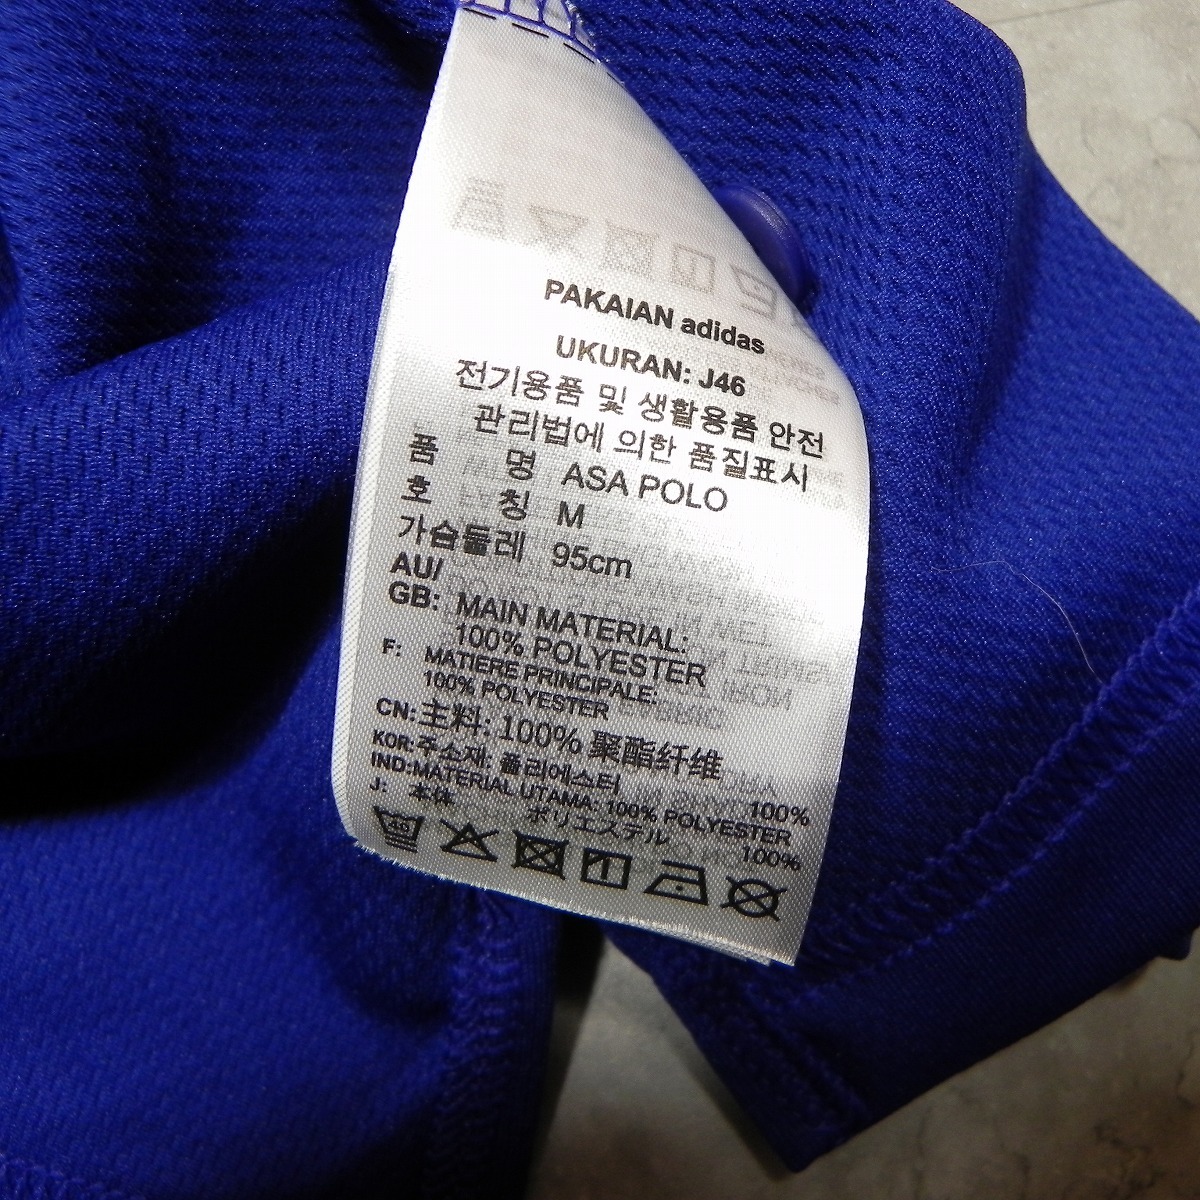 PAKAIAN adidas
UKURAN: J46
전기용품 및 생활용품 안전
관리법에 의한 품질표시
품 명 ASA POLO
호 칭 M
가슴둘레 95cm
AU/
GB: MAIN MATERIAL:
100% POLYESTER
F: MATIERE PRINCIPALE:
100% POLYESTER
CN:主料: 100% 聚酯纤维
KOR:주소재: 폴리에스터 100%
IND:MATERIAL UTAMA: 100% POLYESTER
J: 本体 ポリエステル 100%
40